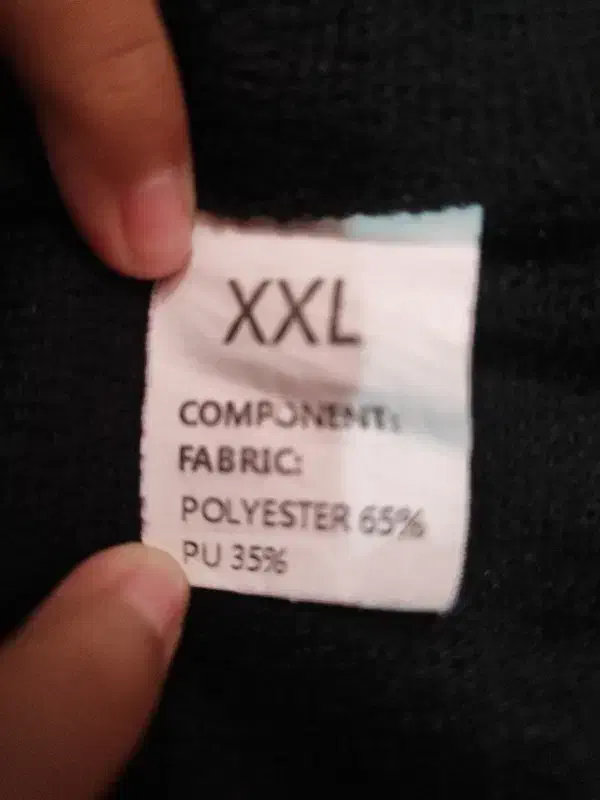 XXL
COMPONENT:
FABRIC:
POLYESTER 65%
PU 35%